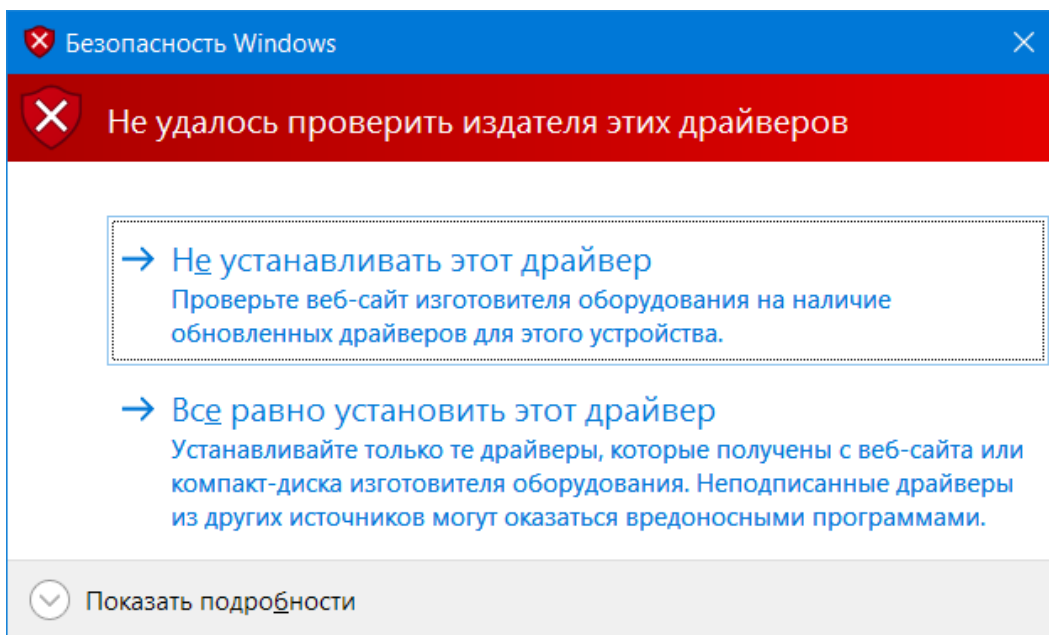 Безопасность Windows
Не удалось проверить издателя этих драйверов
Не устанавливать этот драйвер
Проверьте веб-сайт изготовителя оборудования на наличие
обновленных драйверов для этого устройства.
Все равно установить этот драйвер
Устанавливайте только те драйверы, которые получены с веб-сайта или
компакт-диска изготовителя оборудования. Неподписанные драйверы
из других источников могут оказаться вредоносными программами.
Показать подробности